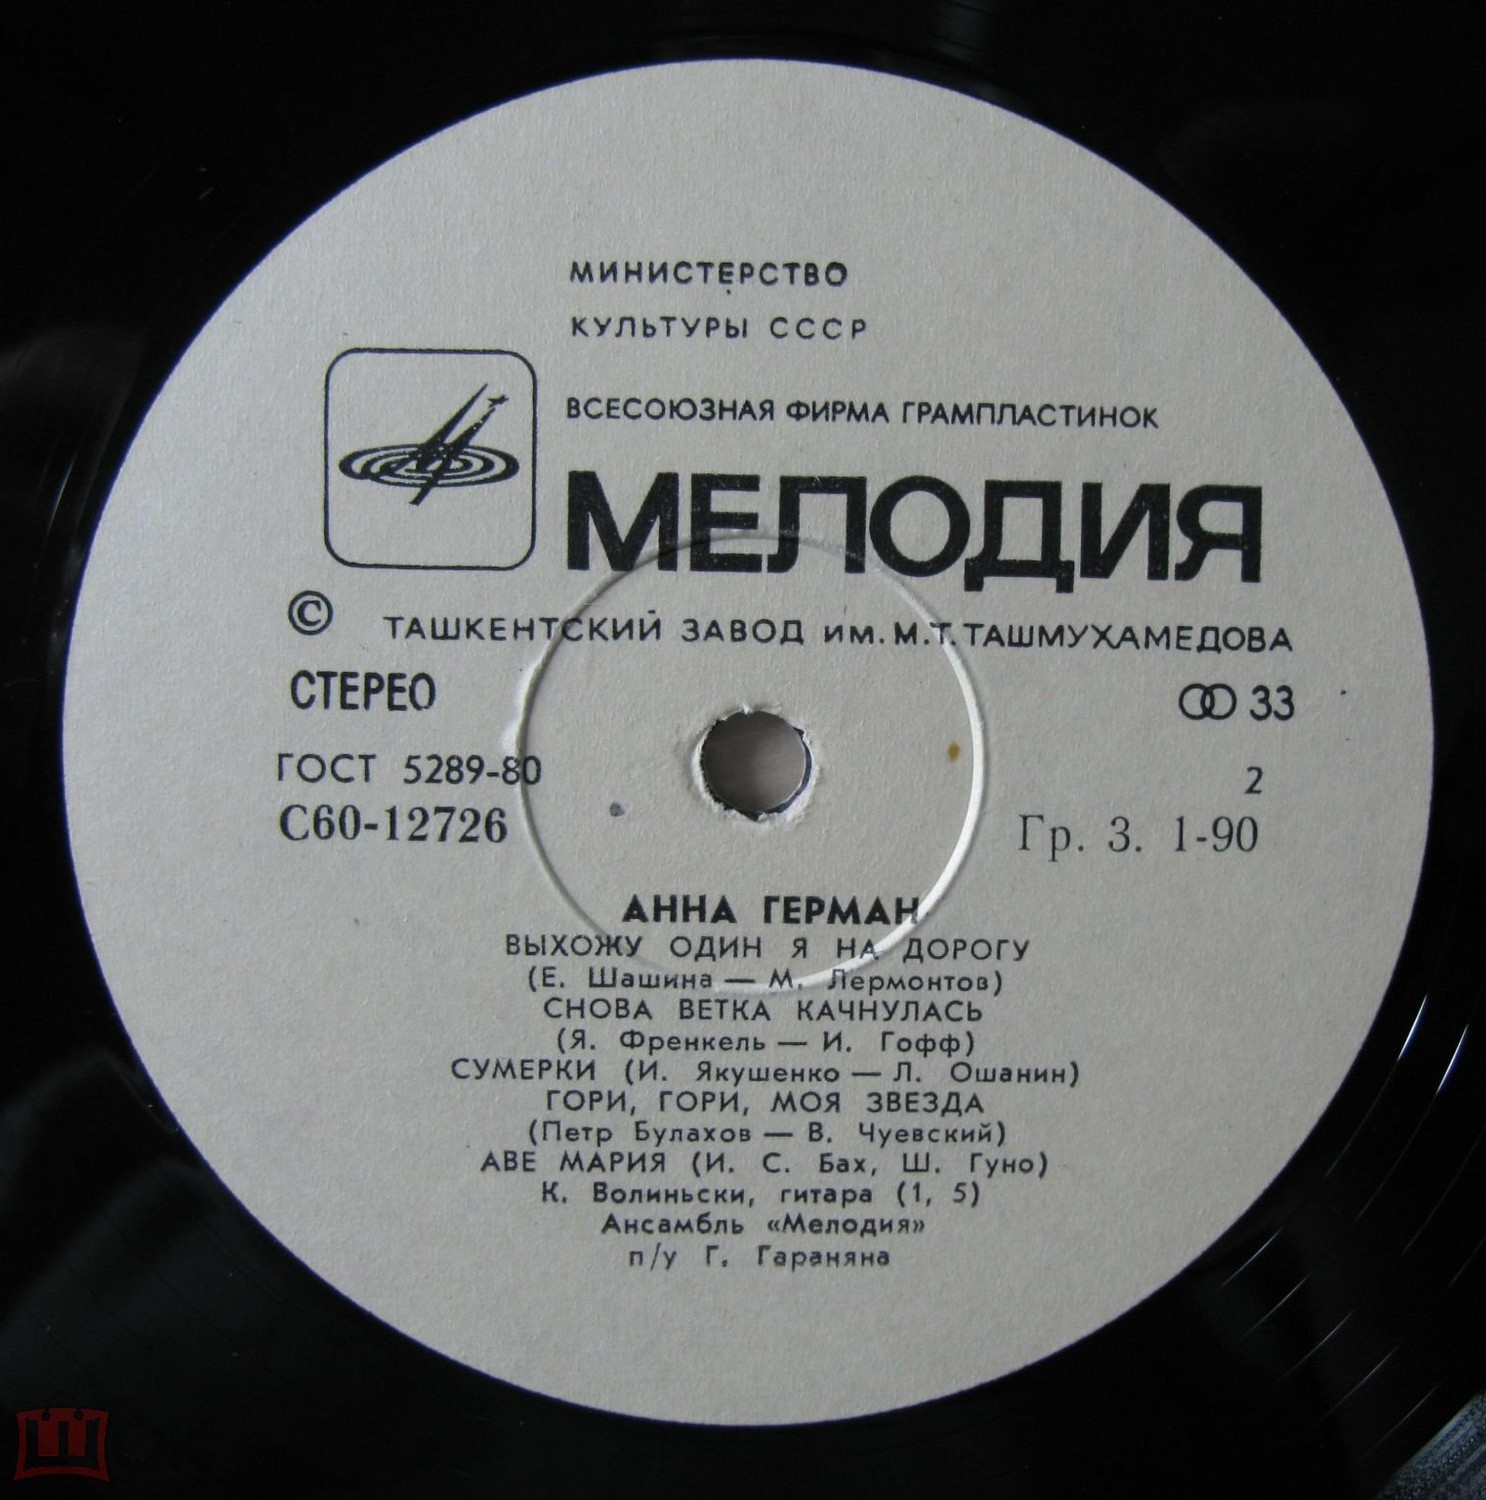 МИНИСТЕРСТВО
КУЛЬТУРЫ СССР
ВСЕСОЮЗНАЯ ФИРМА ГРАМПЛАСТИНОК
МЕЛОДИЯ
© ТАШКЕНТСКИЙ ЗАВОД ИМ. М.Т. ТАШМУХАМЕДОВА
СТЕРЕО 33
ГОСТ 5289-80 2
С60-12726 Гр. 3. 1-90
АННА ГЕРМАН
ВЫХОЖУ ОДИН Я НА ДОРОГУ
(Е. Шашина — М. Лермонтов)
СНОВА ВЕТКА КАЧНУЛАСЬ
(Я. Френкель — И. Гофф)
СУМЕРКИ (И. Якушенко — Л. Ошанин)
ГОРИ, ГОРИ, МОЯ ЗВЕЗДА
(Петр Булахов — В. Чуевский)
АВЕ МАРИЯ (И. С. Бах, Ш. Гуно)
К. Волиньски, гитара (1, 5)
Ансамбль «Мелодия»
п/у Г. Гараняна